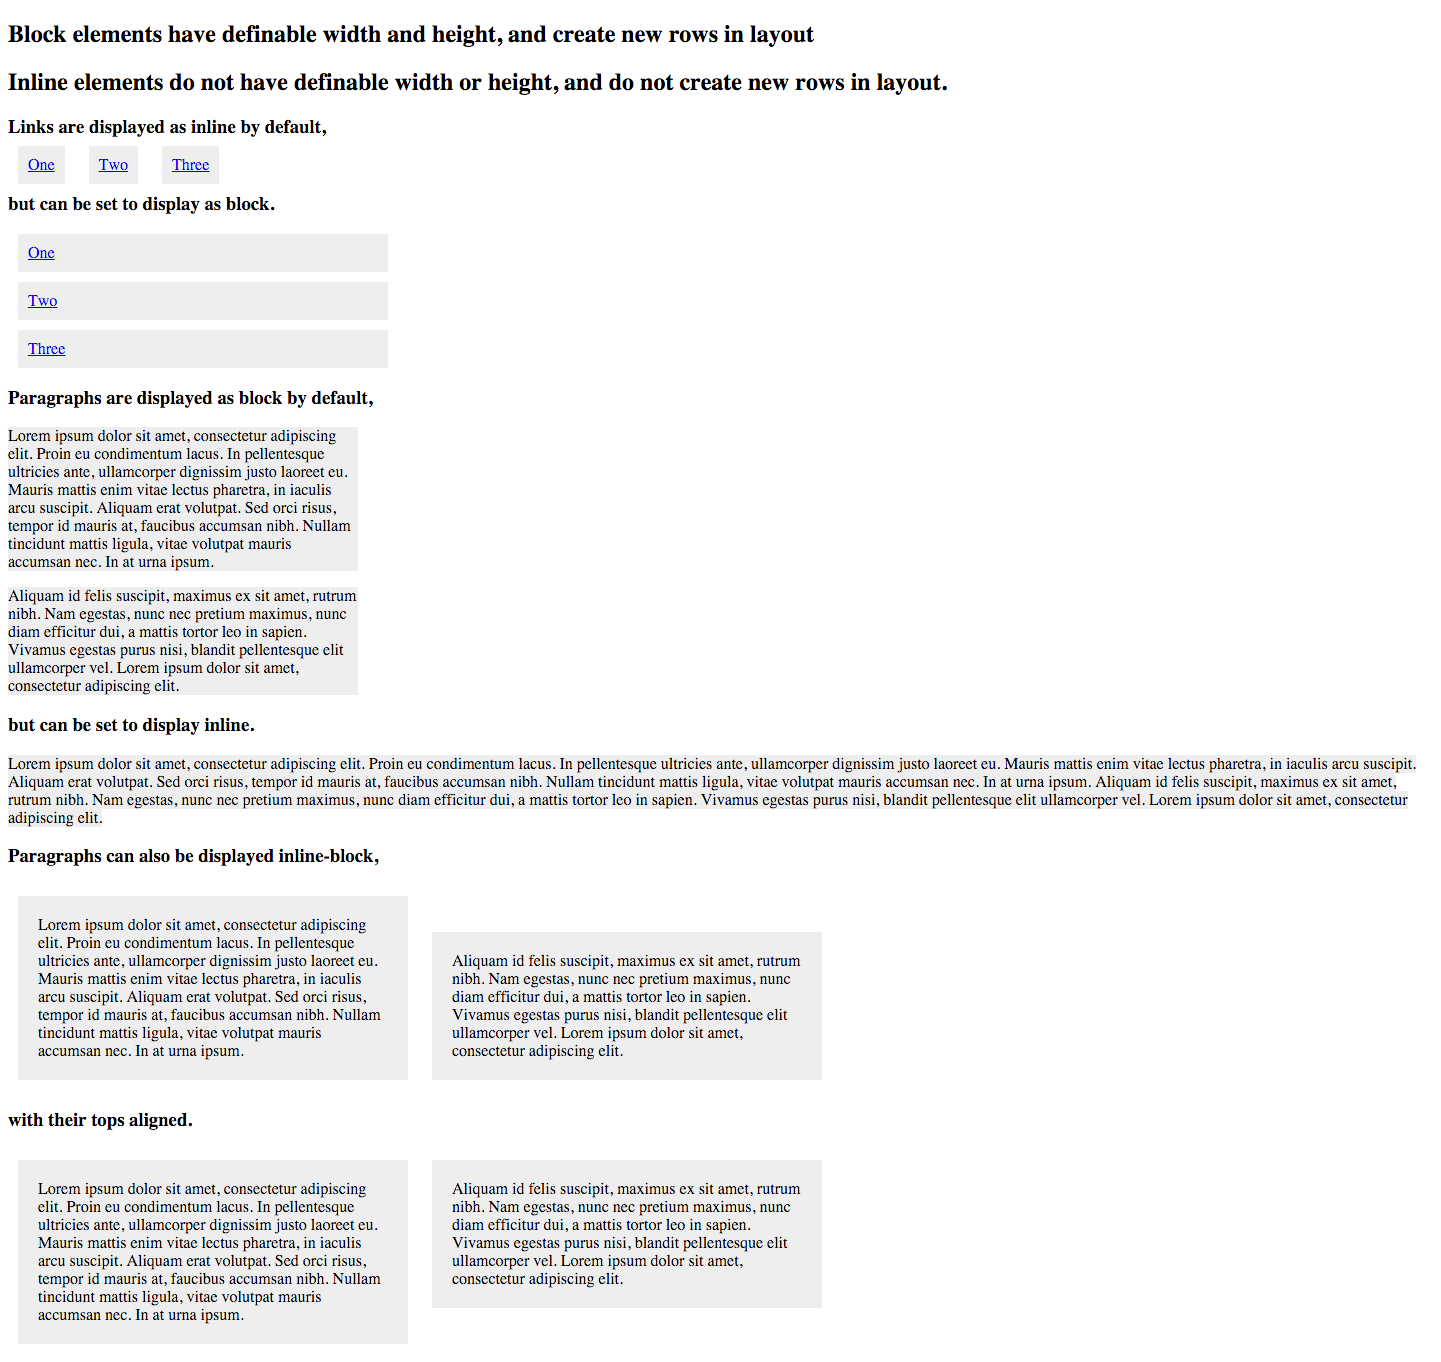 Block elements have definable width and height, and create new rows in layout
Inline elements do not have definable width or height, and do not create new rows in layout.
Links are displayed as inline by default,
One Two Three
but can be set to display as block.
One
Two
Three
Paragraphs are displayed as block by default,
Lorem ipsum dolor sit amet, consectetur adipiscing
elit. Proin eu condimentum lacus. In pellentesque
ultricies ante, ullamcorper dignissim justo laoreet eu.
Mauris mattis enim vitae lectus pharetra, in iaculis
arcu suscipit. Aliquam erat volutpat. Sed orci risus,
tempor id mauris at, faucibus accumsan nibh. Nullam
tincidunt mattis ligula, vitae volutpat mauris
accumsan nec. In at urna ipsum.
Aliquam id felis suscipit, maximus ex sit amet, rutrum
nibh. Nam egestas, nunc nec pretium maximus, nunc
diam efficitur dui, a mattis tortor leo in sapien.
Vivamus egestas purus nisi, blandit pellentesque elit
ullamcorper vel. Lorem ipsum dolor sit amet,
consectetur adipiscing elit.
but can be set to display inline.
Lorem ipsum dolor sit amet, consectetur adipiscing elit. Proin eu condimentum lacus. In pellentesque ultricies ante, ullamcorper dignissim justo laoreet eu. Mauris mattis enim vitae lectus pharetra, in iaculis arcu suscipit.
Aliquam erat volutpat. Sed orci risus, tempor id mauris at, faucibus accumsan nibh. Nullam tincidunt mattis ligula, vitae volutpat mauris accumsan nec. In at urna ipsum. Aliquam id felis suscipit, maximus ex sit amet,
rutrum nibh. Nam egestas, nunc nec pretium maximus, nunc diam efficitur dui, a mattis tortor leo in sapien. Vivamus egestas purus nisi, blandit pellentesque elit ullamcorper vel. Lorem ipsum dolor sit amet, consectetur
adipiscing elit.
Paragraphs can also be displayed inline-block,
Lorem ipsum dolor sit amet, consectetur adipiscing
elit. Proin eu condimentum lacus. In pellentesque
ultricies ante, ullamcorper dignissim justo laoreet eu.
Mauris mattis enim vitae lectus pharetra, in iaculis
arcu suscipit. Aliquam erat volutpat. Sed orci risus,
tempor id mauris at, faucibus accumsan nibh. Nullam
tincidunt mattis ligula, vitae volutpat mauris
accumsan nec. In at urna ipsum.
Aliquam id felis suscipit, maximus ex sit amet, rutrum
nibh. Nam egestas, nunc nec pretium maximus, nunc
diam efficitur dui, a mattis tortor leo in sapien.
Vivamus egestas purus nisi, blandit pellentesque elit
ullamcorper vel. Lorem ipsum dolor sit amet,
consectetur adipiscing elit.
with their tops aligned.
Lorem ipsum dolor sit amet, consectetur adipiscing
elit. Proin eu condimentum lacus. In pellentesque
ultricies ante, ullamcorper dignissim justo laoreet eu.
Mauris mattis enim vitae lectus pharetra, in iaculis
arcu suscipit. Aliquam erat volutpat. Sed orci risus,
tempor id mauris at, faucibus accumsan nibh. Nullam
tincidunt mattis ligula, vitae volutpat mauris
accumsan nec. In at urna ipsum.
Aliquam id felis suscipit, maximus ex sit amet, rutrum
nibh. Nam egestas, nunc nec pretium maximus, nunc
diam efficitur dui, a mattis tortor leo in sapien.
Vivamus egestas purus nisi, blandit pellentesque elit
ullamcorper vel. Lorem ipsum dolor sit amet,
consectetur adipiscing elit.